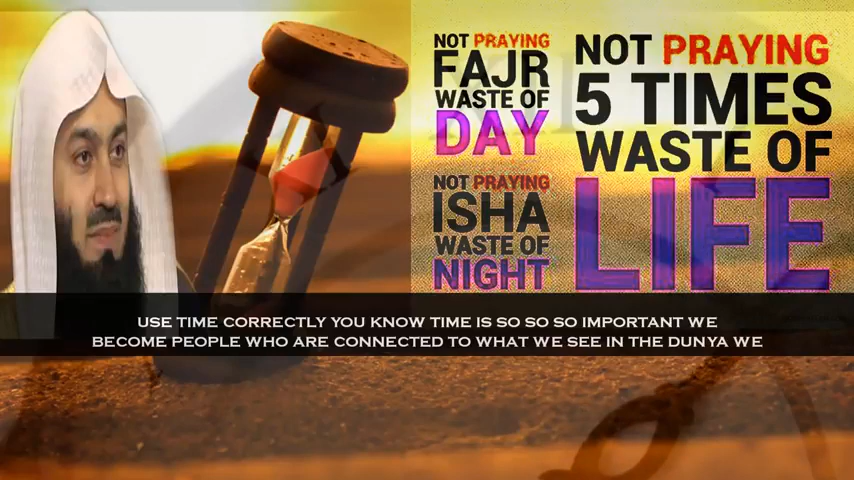 NOT PRAYING
FAJR
WASTE OF
DAY
NOT PRAYING
ISHA
WASTE OF
NIGHT
NOT PRAYING
5 TIMES
WASTE OF
LIFE
USE TIME CORRECTLY YOU KNOW TIME IS SO SO SO IMPORTANT WE
BECOME PEOPLE WHO ARE CONNECTED TO WHAT WE SEE IN THE DUNYA WE